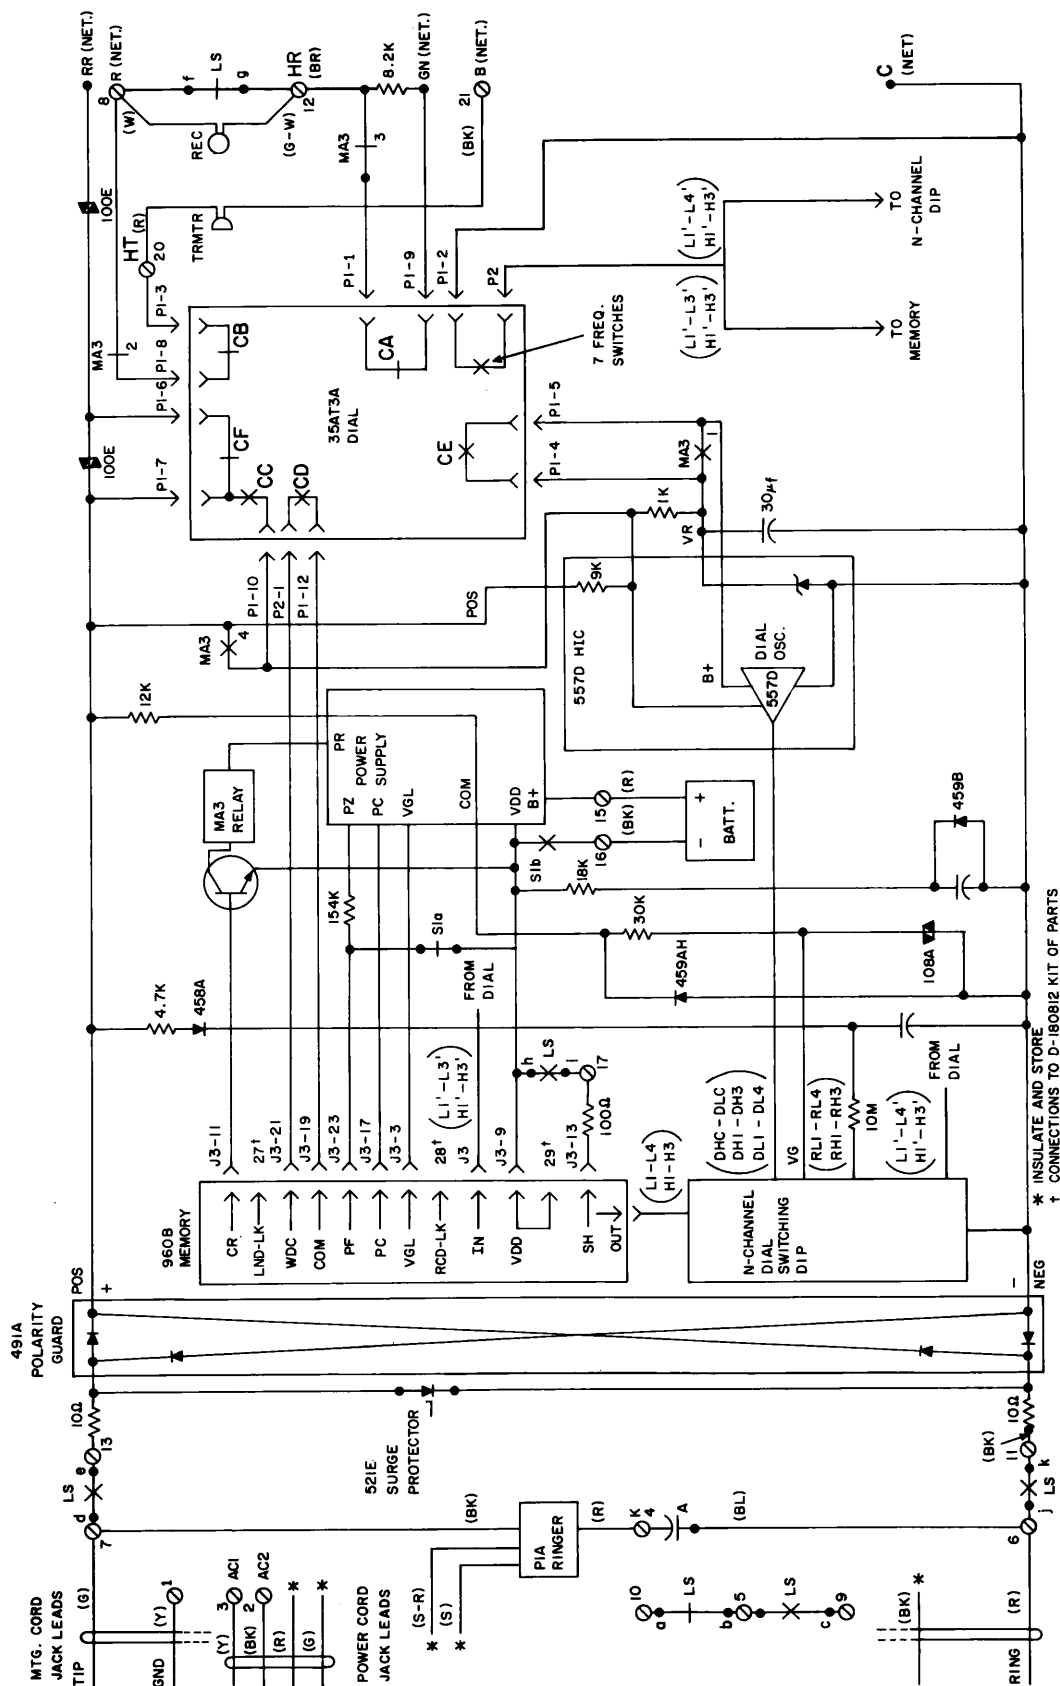 MTG. CORD
JACK LEADS
TIP
(G)
7
d
LS
e
13
10Ω
491A
POLARITY
GUARD
POS
+
GND
(Y)
1
(Y)
3
AC1
(BK)
2
AC2
(R)
*
(G)
*
POWER CORD
JACK LEADS
*
(S-R)
*
(S)
P1A
RINGER
(BK)
(R)
K
4
A
(BL)
521E
SURGE
PROTECTOR
10
a
LS
b
5
LS
c
9
(BK)
*
RING
(R)
6
j
LS
k
11
(BK)
10Ω
NEG
-
960B
MEMORY
CR
LND-LK
WDC
COM
PF
PC
VGL
RCD-LK
IN
VDD
SH
OUT
J3-11
27†
J3-21
J3-19
J3-23
J3-17
J3-3
28†
J3
J3-9
29†
J3-13
(L1'-L3'
H1'-H3')
FROM
DIAL
100Ω
17
i
LS
h
(L1-L4
H1-H3)
N-CHANNEL
DIAL
SWITCHING
DIP
(DHC-DLC
DH1-DH3
DL1-DL4)
VG
(RL1-RL4
RH1-RH3)
10M
(L1'-L4'
H1'-H3')
FROM
DIAL
4.7K
458A
MA3
RELAY
154K
S1a
459AH
30K
108A
18K
459B
12K
PR
POWER
SUPPLY
PZ
PC
VGL
COM
VDD
B+
S1b
16
(BK)
15
(R)
-
+
BATT.
MA3
4
P1-10
P2-1
P1-12
POS
557D HIC
9K
B+
557D
DIAL
OSC.
VR
1K
30μf
MA3
1
P1-4
P1-5
100E
P1-7
P1-6
P1-8
P1-3
CF
CC
CD
CB
35AT3A
DIAL
CA
CE
7 FREQ.
SWITCHES
P1-1
P1-9
P1-2
P2
MA3
2
100E
HT
20
(R)
TRMTR
(L1'-L3'
H1'-H3')
(L1'-L4'
H1'-H3')
TO
MEMORY
TO
N-CHANNEL
DIP
RR (NET.)
R (NET.)
8
(W)
f
LS
g
REC
(G-W)
HR
(BR)
12
MA3
3
8.2K
GN (NET.)
(BK)
21
B (NET.)
C
(NET)
* INSULATE AND STORE
† CONNECTIONS TO D-180812 KIT OF PARTS